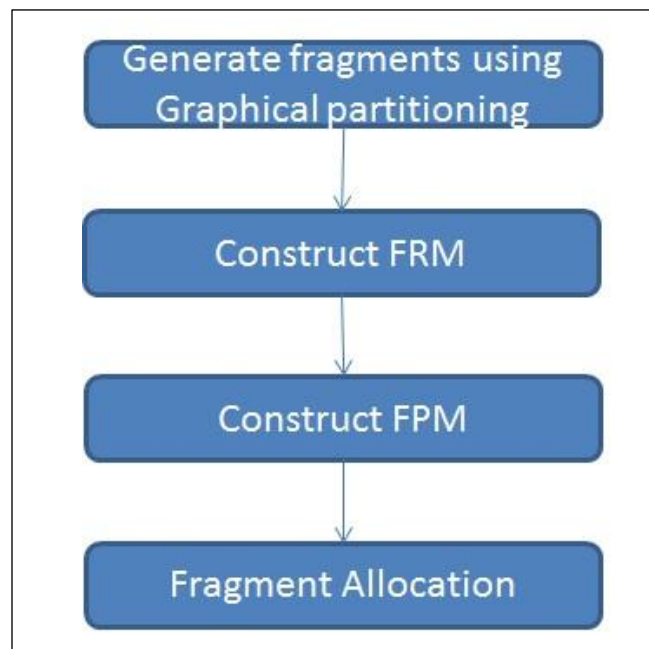 Generate fragments using
Graphical partitioning
Construct FRM
Construct FPM
Fragment Allocation